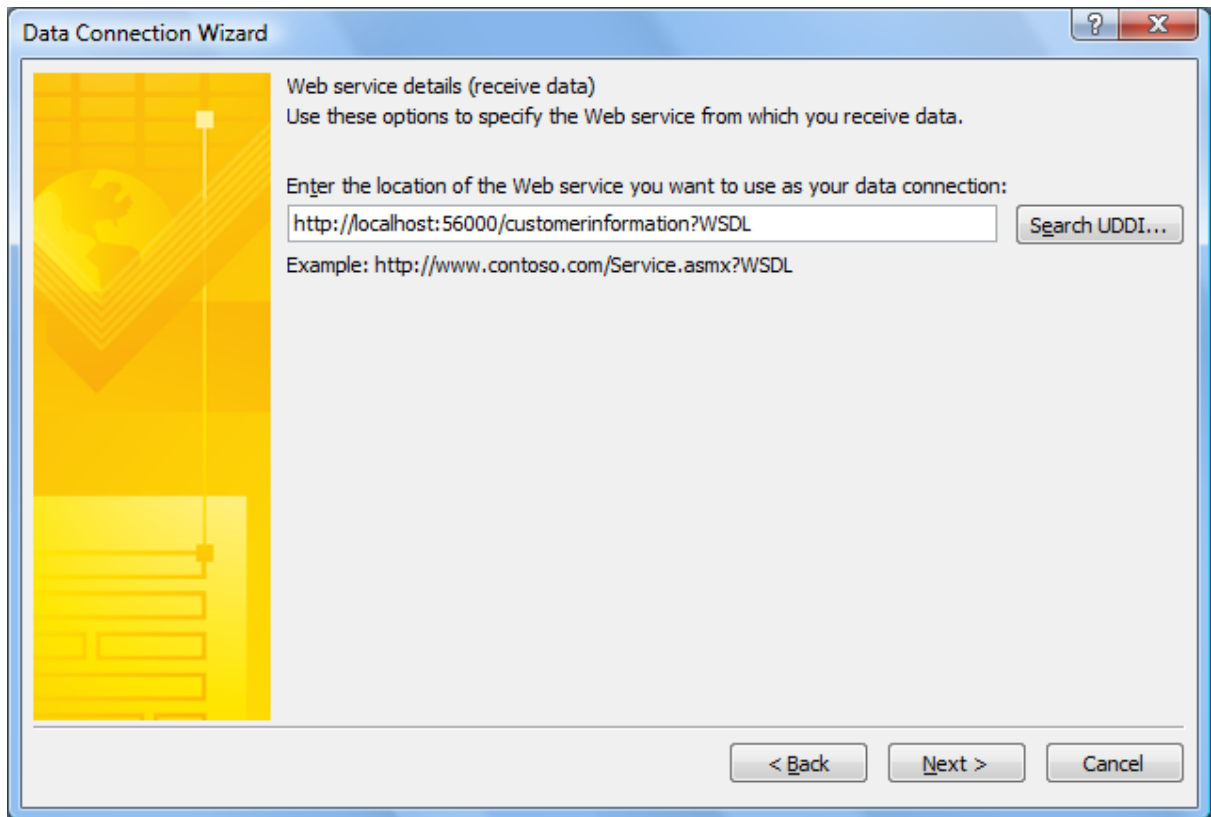 Data Connection Wizard
Web service details (receive data)
Use these options to specify the Web service from which you receive data.
Enter the location of the Web service you want to use as your data connection:
http://localhost:56000/customerinformation?WSDL
Search UDDI...
Example: http://www.contoso.com/Service.asmx?WSDL
< Back
Next >
Cancel